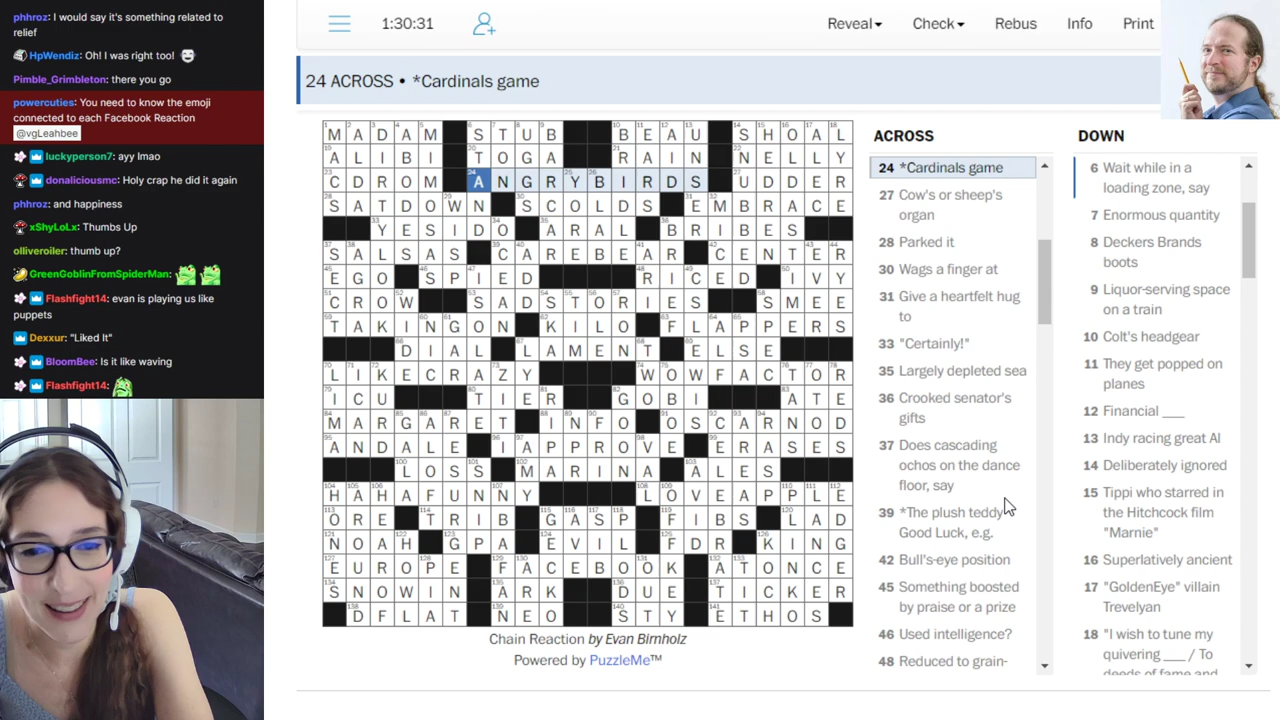 phhroz: I would say it's something related to
relief
HpWendiz: Oh! I was right too!
Pimble_Grimbleton: there you go
powercuties: You need to know the emoji
connected to each Facebook Reaction
@vgLeahbee
luckyperson7: ayy lmao
donaliciousmc: Holy crap he did it again
phhroz: and happiness
xShyLoLx: Thumbs Up
olliveroiler: thumb up?
GreenGoblinFromSpiderMan:
Flashfight14: evan is playing us like
puppets
Dexxur: "Liked It"
BloomBee: Is it like waving
Flashfight14:
1:30:31
Reveal
Check
Rebus
Info
Print
24 ACROSS • *Cardinals game
MADAM STUB BEAU SHOAL
ALIBI TOGA RAIN NELLY
CDROM ANGRYBIRDS UDDER
SATDOWN SCOLDS EMBRACE
YESIDO ARAL BRIBES
SALSAS CAREBEAR CENTER
EGO SPIED RICED IVY
CROW SADSTORIES SMEE
TAKINGON KILO FLAPPERS
DIAL LAMENT ELSE
LIKECRAZY WOWFACTOR
ICU TIER GOBI ATE
MARGARET INFO OSCARNOD
ANDALE IAPPROVE ERASES
LOSS MARINA ALES
HAHAFUNNY LOVEAPPLE
ORE TRIB GASP FIBS LAD
NOAH GPA EVIL FDR KING
EUROPE FACEBOOK ATONCE
SNOWIN ARK DUE TICKER
DFLAT NEO STY ETHOS
Chain Reaction by Evan Birnholz
Powered by PuzzleMe™
ACROSS
24 *Cardinals game
27 Cow's or sheep's
organ
28 Parked it
30 Wags a finger at
31 Give a heartfelt hug
to
33 "Certainly!"
35 Largely depleted sea
36 Crooked senator's
gifts
37 Does cascading
ochos on the dance
floor, say
39 *The plush teddy
Good Luck, e.g.
42 Bull's-eye position
45 Something boosted
by praise or a prize
46 Used intelligence?
48 Reduced to grain-
DOWN
6 Wait while in a
loading zone, say
7 Enormous quantity
8 Deckers Brands
boots
9 Liquor-serving space
on a train
10 Colt's headgear
11 They get popped on
planes
12 Financial ___
13 Indy racing great Al
14 Deliberately ignored
15 Tippi who starred in
the Hitchcock film
"Marnie"
16 Superlatively ancient
17 "GoldenEye" villain
Trevelyan
18 "I wish to tune my
quivering ___ / To
deeds of fame and